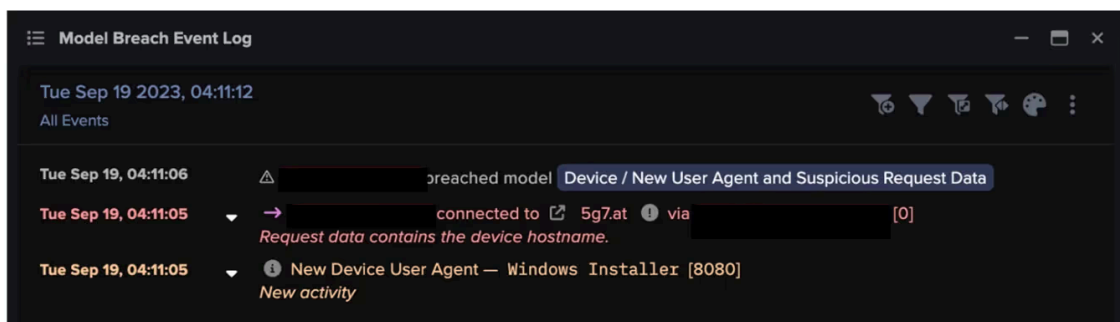 Model Breach Event Log
Tue Sep 19 2023, 04:11:12
All Events
Tue Sep 19, 04:11:06 breached model Device / New User Agent and Suspicious Request Data
Tue Sep 19, 04:11:05 → connected to 5g7.at via [0]
Request data contains the device hostname.
Tue Sep 19, 04:11:05 New Device User Agent — Windows Installer [8080]
New activity